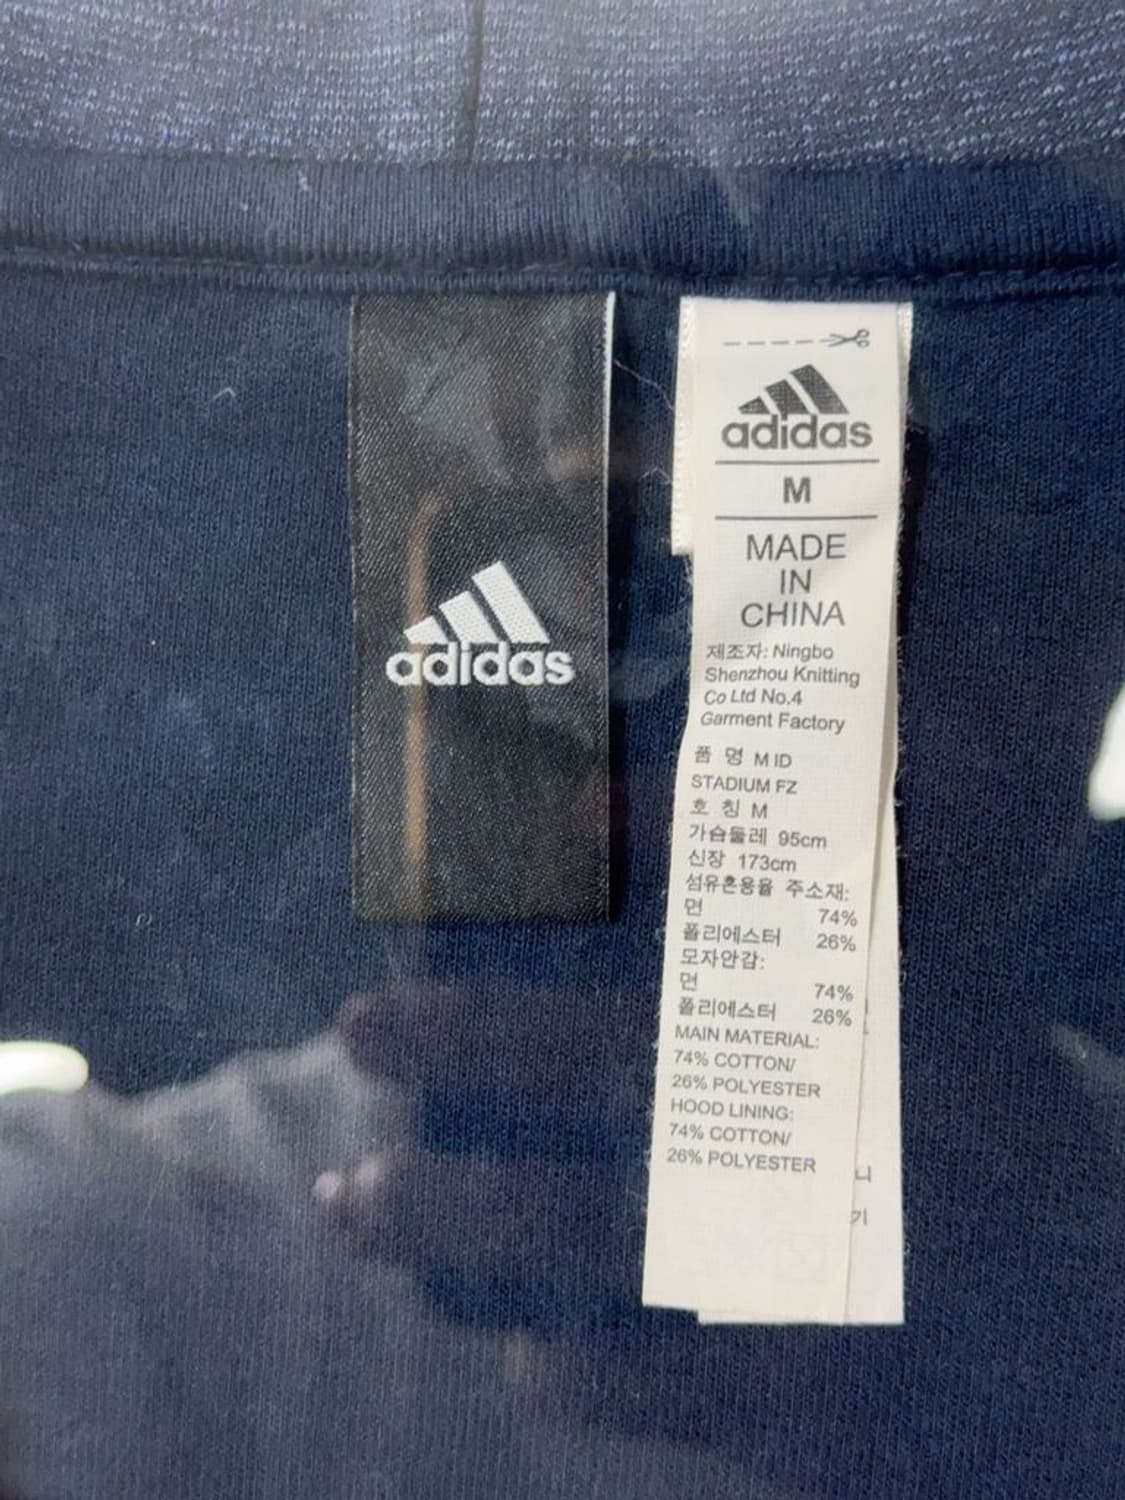 adidas
adidas
M
MADE
IN
CHINA
제조자: Ningbo
Shenzhou Knitting
Co Ltd No.4
Garment Factory
품 명 M ID
STADIUM FZ
호 칭 M
가슴둘레 95cm
신장 173cm
섬유혼용율 주소재:
면 74%
폴리에스터 26%
모자안감:
면 74%
폴리에스터 26%
MAIN MATERIAL:
74% COTTON/
26% POLYESTER
HOOD LINING:
74% COTTON/
26% POLYESTER
니
기